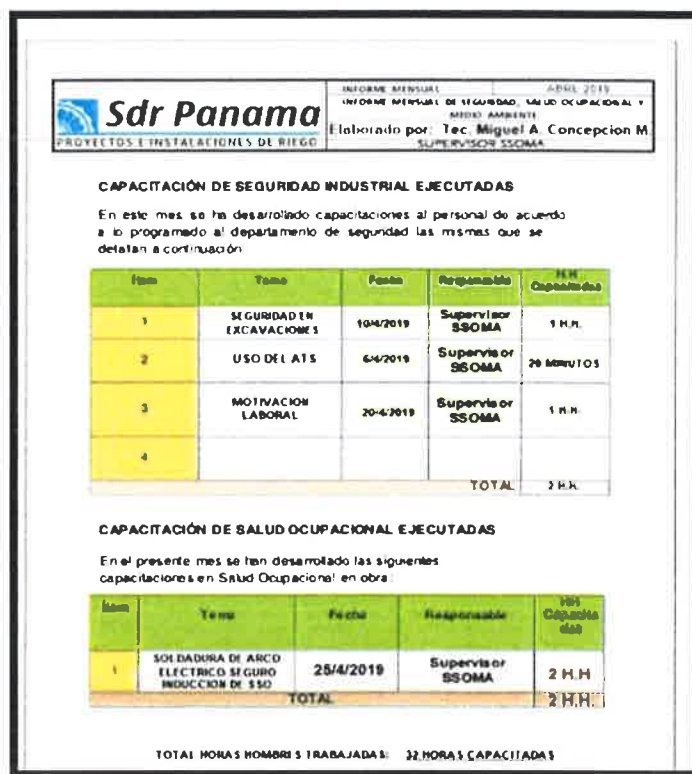 INFORME MENSUAL ABRIL 2019
Sdr Panama
PROYECTOS E INSTALACIONES DE RIEGO
INFORME MENSUAL DE SEGURIDAD, SALUD OCUPACIONAL Y
MEDIO AMBIENTE
Elaborado por: Tec. Miguel A. Concepcion M.
SUPERVISOR SSOMA
CAPACITACIÓN DE SEGURIDAD INDUSTRIAL EJECUTADAS
En este mes se ha desarrollado capacitaciones al personal de acuerdo
a lo programado al departamento de seguridad las mismas que se
detallan a continuación:
Ítem Tema Fecha Responsable H.H Capacitadas
1 SEGURIDAD EN EXCAVACIONES 10/4/2019 Supervisor SSOMA 1 H.H.
2 USO DEL ATS 6/4/2019 Supervisor SSOMA 20 MINUTOS
3 MOTIVACION LABORAL 20-4/2019 Supervisor SSOMA 1 H.H.
4
TOTAL 2 H.H.
CAPACITACIÓN DE SALUD OCUPACIONAL EJECUTADAS
En el presente mes se han desarrollado las siguientes
capacitaciones en Salud Ocupacional en obra:
Ítem Tema Fecha Responsable HH Capacitadas
1 SOLDADURA DE ARCO ELECTRICO SEGURO INDUCCION DE SSO 25/4/2019 Supervisor SSOMA 2 H.H
TOTAL 2 H.H.
TOTAL HORAS HOMBRES TRABAJADAS: 32 HORAS CAPACITADAS